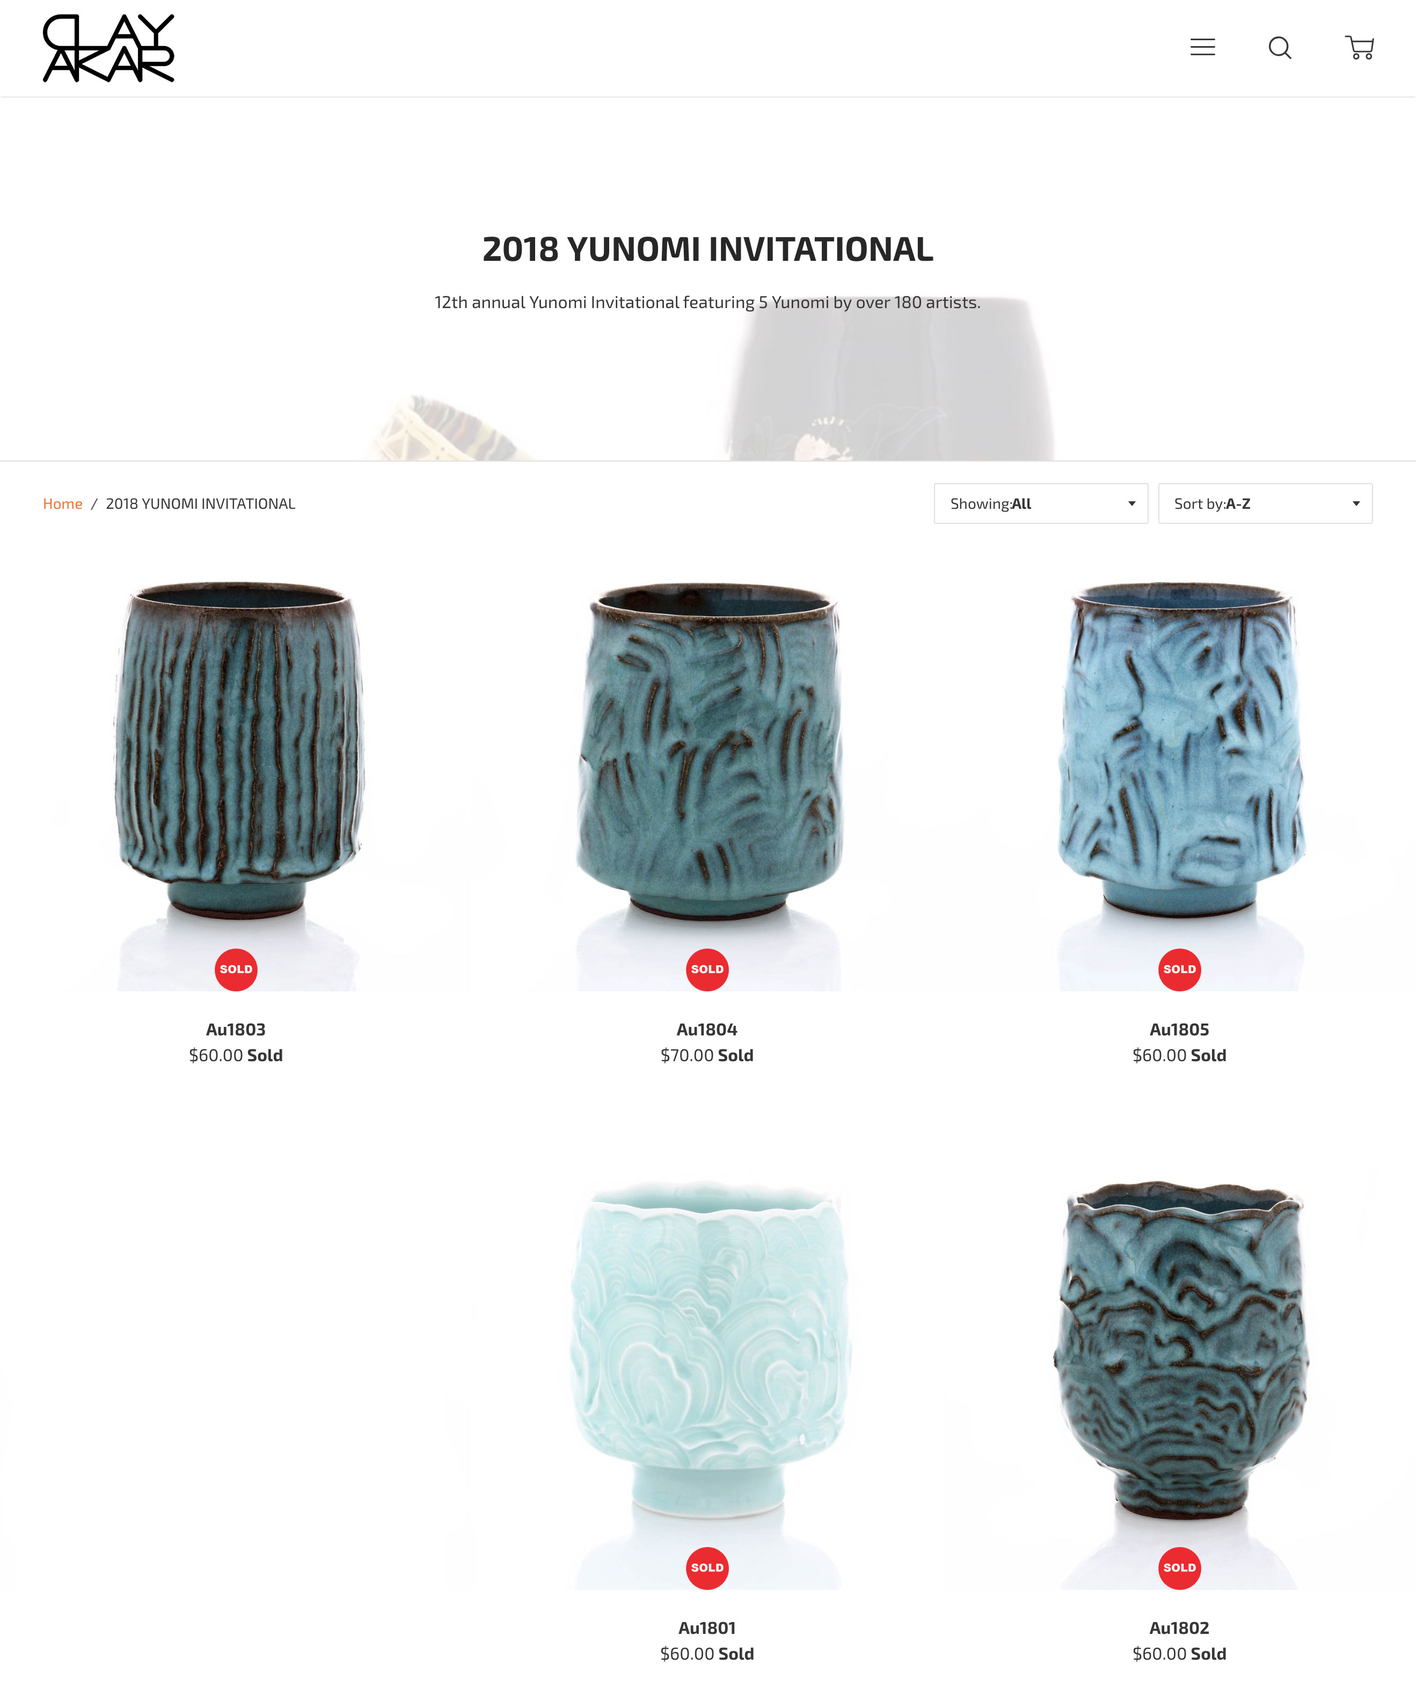 CLAY
AKAR
2018 YUNOMI INVITATIONAL
12th annual Yunomi Invitational featuring 5 Yunomi by over 180 artists.
Home / 2018 YUNOMI INVITATIONAL
Showing:All
Sort by:A-Z
SOLD
SOLD
SOLD
Au1803
$60.00 Sold
Au1804
$70.00 Sold
Au1805
$60.00 Sold
SOLD
SOLD
Au1801
$60.00 Sold
Au1802
$60.00 Sold